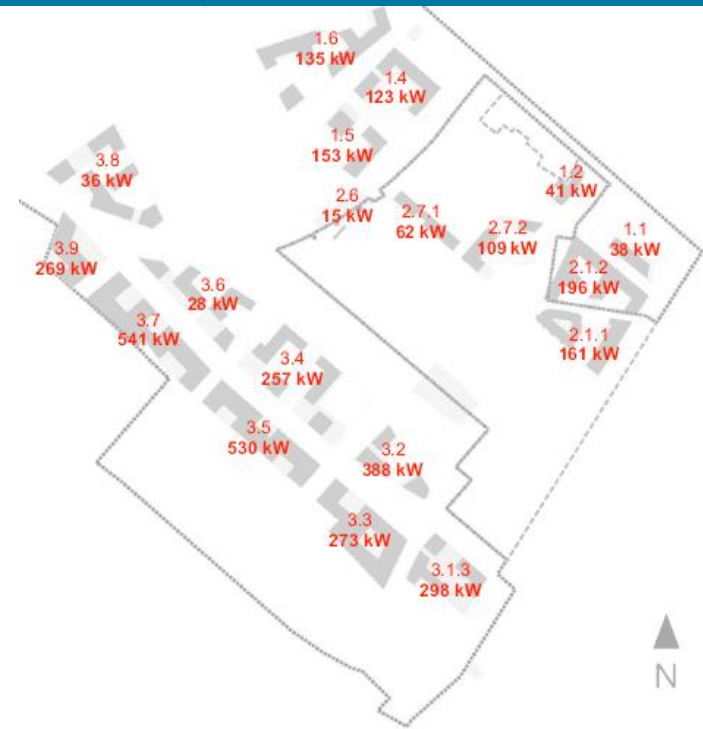 1.6
135 kW
1.4
123 kW
1.5
153 kW
3.8
36 kW
1.2
41 kW
2.6
15 kW
2.7.1
62 kW
2.7.2
109 kW
1.1
38 kW
3.9
269 kW
2.1.2
196 kW
3.6
28 kW
3.7
541 kW
2.1.1
161 kW
3.4
257 kW
3.5
530 kW
3.2
388 kW
3.3
273 kW
3.1.3
298 kW
N